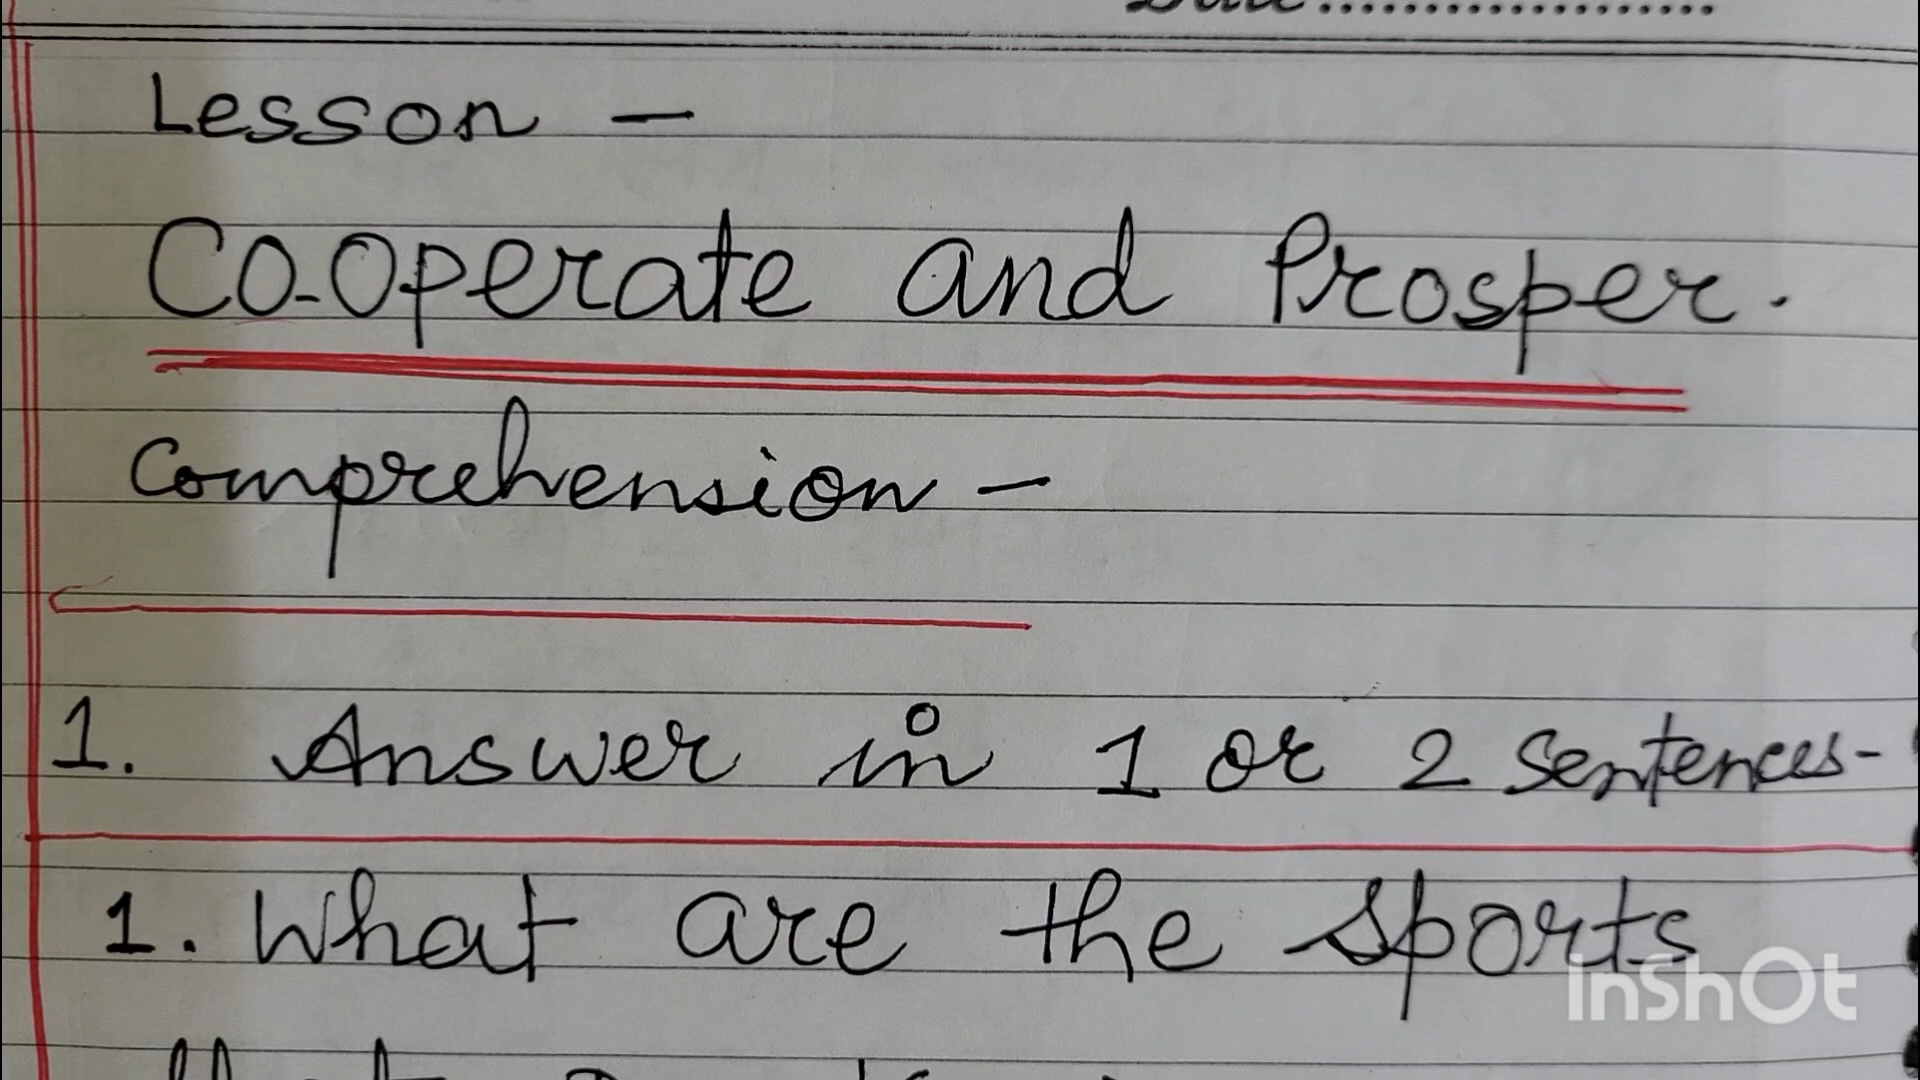 Date....................
Lesson -
Co-operate and Prosper.
Comprehension -
1. Answer in 1 or 2 Sentences-
1. What are the sports
InShOt